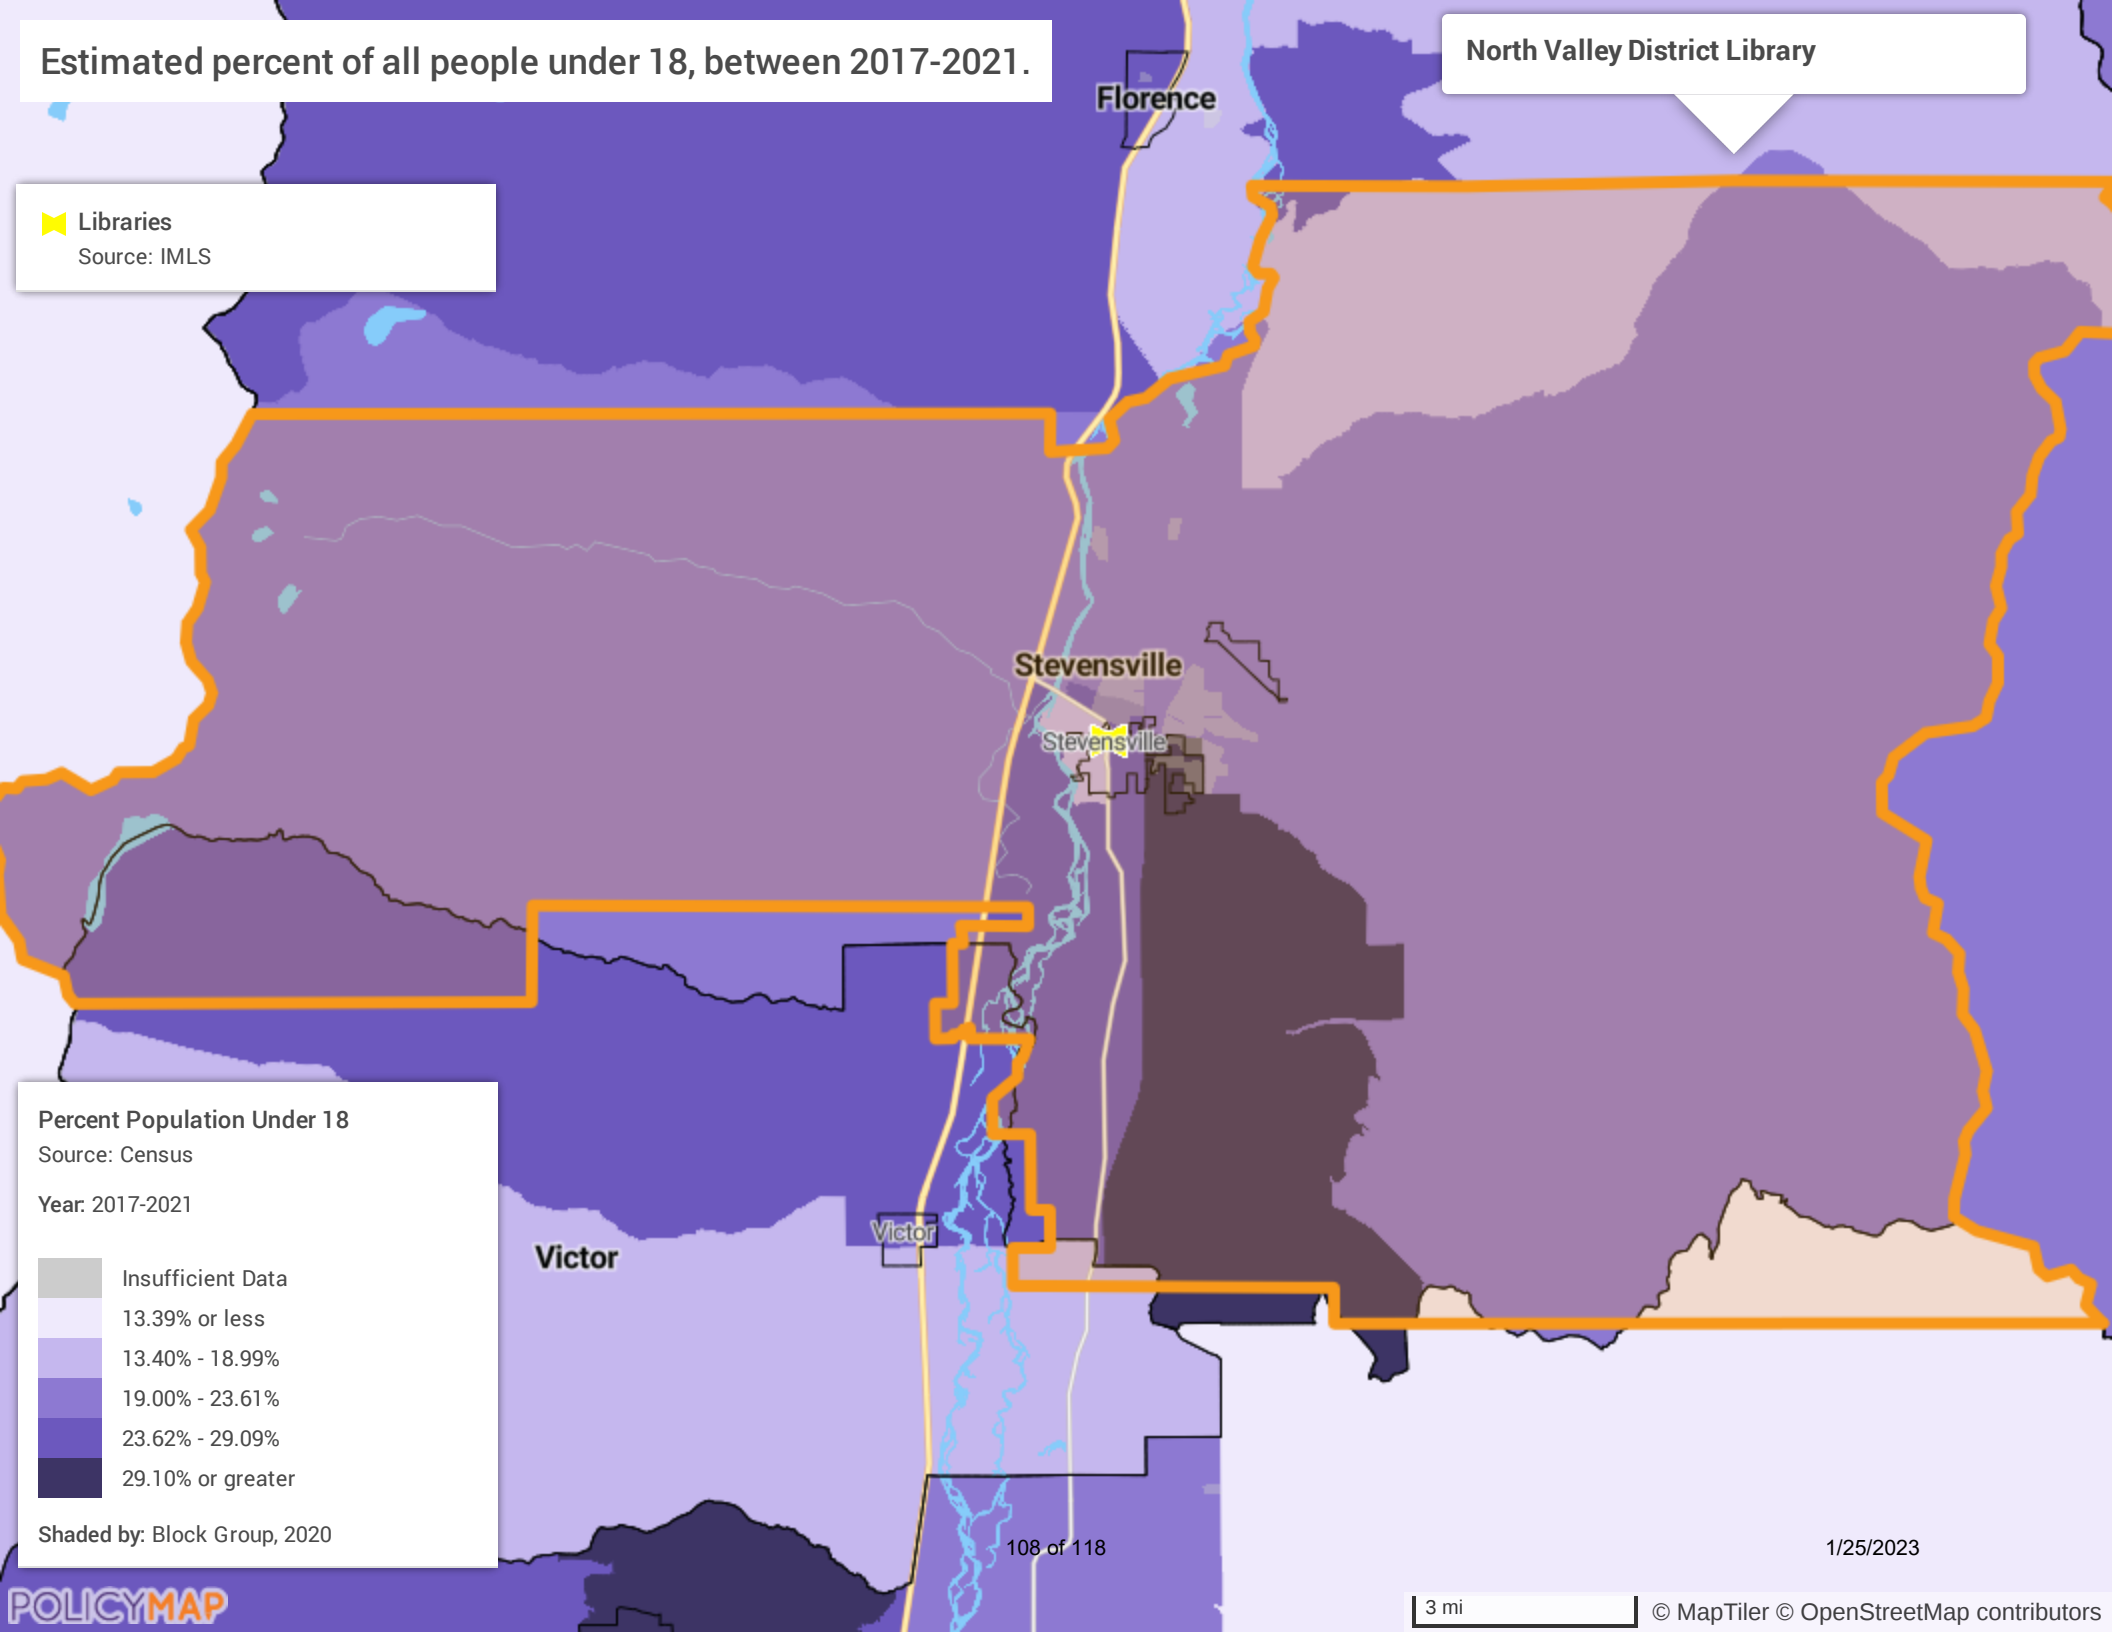 Estimated percent of all people under 18, between 2017-2021.
North Valley District Library
Florence
Libraries
Source: IMLS
Stevensville
Stevensville
Percent Population Under 18
Source: Census
Year: 2017-2021
Insufficient Data
13.39% or less
13.40% - 18.99%
19.00% - 23.61%
23.62% - 29.09%
29.10% or greater
Shaded by: Block Group, 2020
Victor
Victor
108 of 118
1/25/2023
POLICYMAP
3 mi
© MapTiler © OpenStreetMap contributors